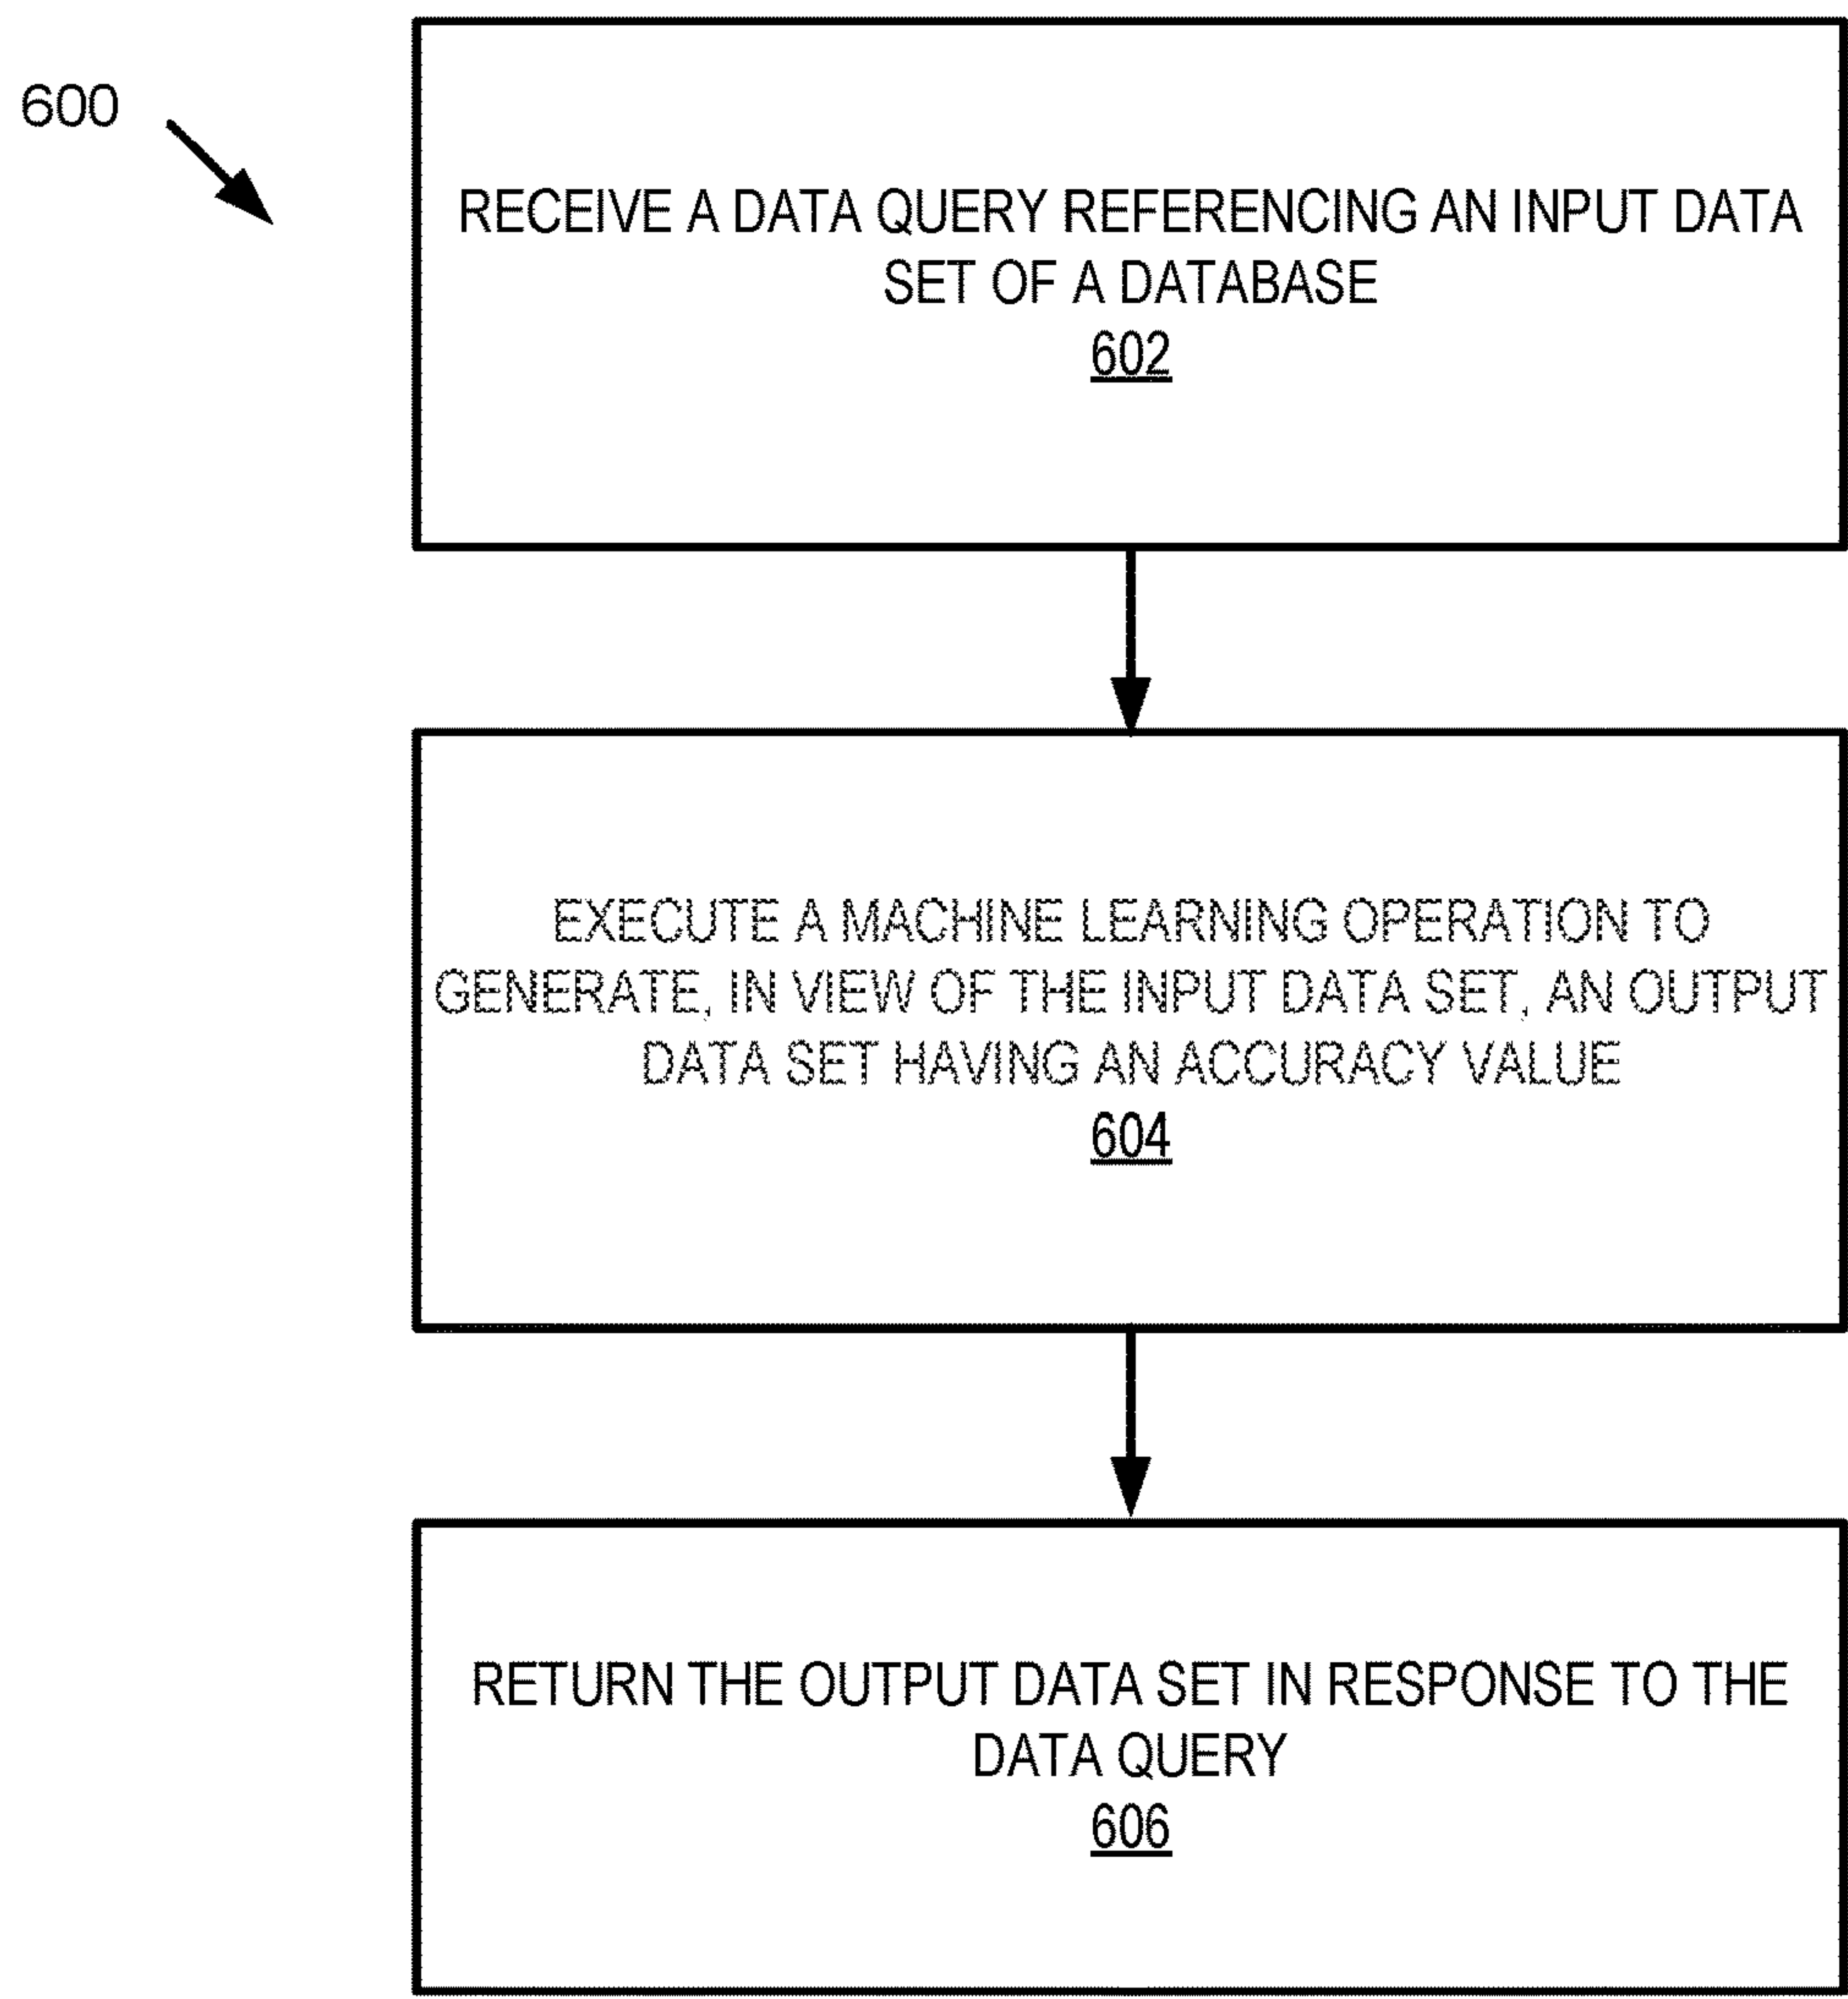 600
RECEIVE A DATA QUERY REFERENCING AN INPUT DATA
SET OF A DATABASE
602
EXECUTE A MACHINE LEARNING OPERATION TO
GENERATE, IN VIEW OF THE INPUT DATA SET, AN OUTPUT
DATA SET HAVING AN ACCURACY VALUE
604
RETURN THE OUTPUT DATA SET IN RESPONSE TO THE
DATA QUERY
606